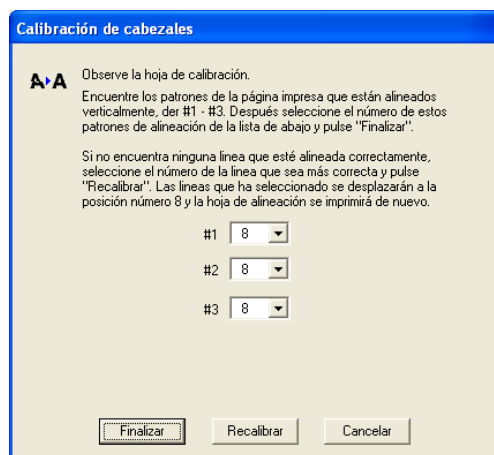 Calibración de cabezales
A A
Observe la hoja de calibración.
Encuentre los patrones de la página impresa que están alineados
verticalmente, der #1 - #3. Después seleccione el número de estos
patrones de alineación de la lista de abajo y pulse "Finalizar".
Si no encuentra ninguna linea que esté alineada correctamente,
seleccione el número de la linea que sea más correcta y pulse
"Recalibrar". Las lineas que ha seleccionado se desplazarán a la
posición número 8 y la hoja de alineación se imprimirá de nuevo.
#1 8
#2 8
#3 8
Finalizar Recalibrar Cancelar